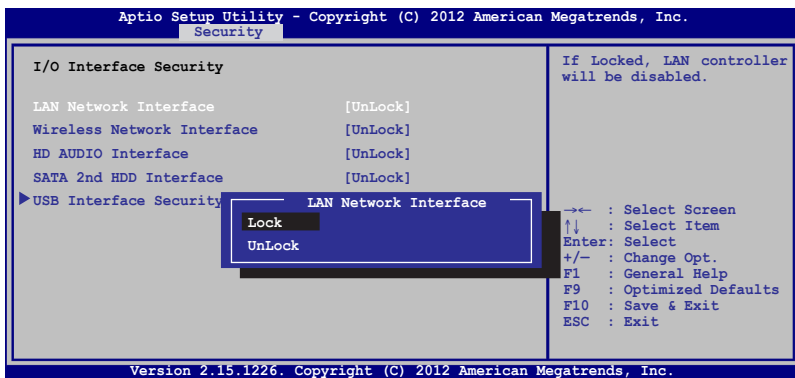 Aptio Setup Utility - Copyright (C) 2012 American Megatrends, Inc.
Security
I/O Interface Security
LAN Network Interface [UnLock]
Wireless Network Interface [UnLock]
HD AUDIO Interface [UnLock]
SATA 2nd HDD Interface [UnLock]
USB Interface Security
LAN Network Interface
Lock
UnLock
If Locked, LAN controller
will be disabled.
→← : Select Screen
↑↓ : Select Item
Enter: Select
+/— : Change Opt.
F1 : General Help
F9 : Optimized Defaults
F10 : Save & Exit
ESC : Exit
Version 2.15.1226. Copyright (C) 2012 American Megatrends, Inc.